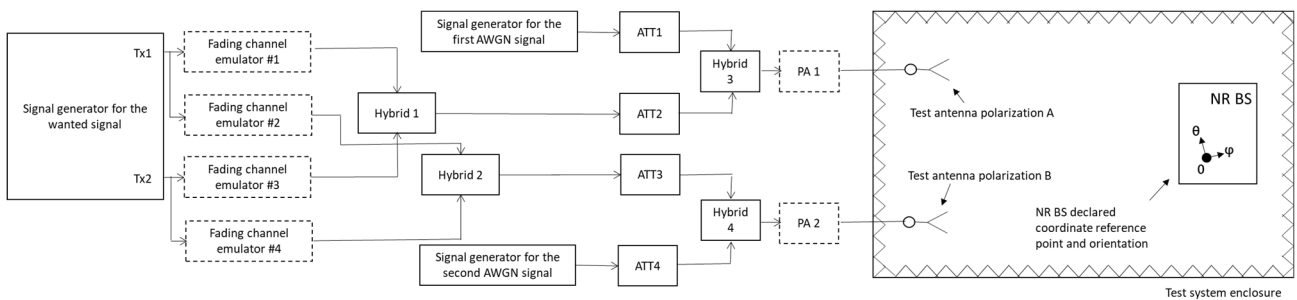 Signal generator for the
wanted signal
Tx1
Tx2
Fading channel
emulator #1
Fading channel
emulator #2
Fading channel
emulator #3
Fading channel
emulator #4
Hybrid 1
Hybrid 2
Signal generator for the
first AWGN signal
Signal generator for the
second AWGN signal
ATT1
ATT2
ATT3
ATT4
Hybrid
3
Hybrid
4
PA 1
PA 2
Test antenna polarization A
Test antenna polarization B
NR BS
θ
φ
0
NR BS declared
coordinate reference
point and orientation
Test system enclosure